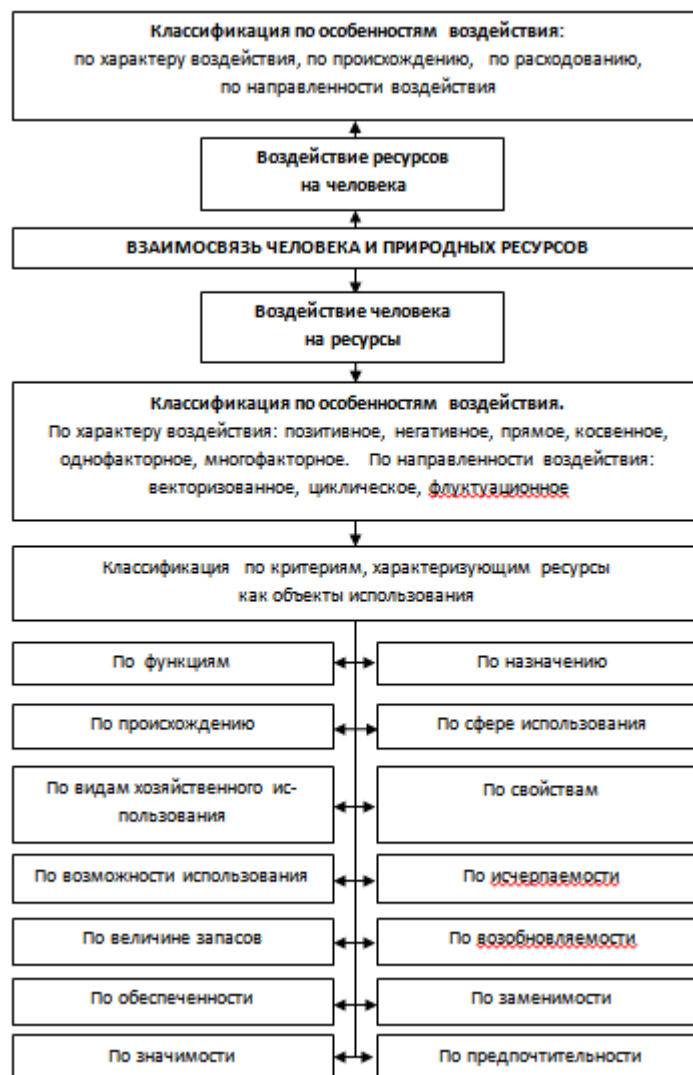 Классификация по особенностям воздействия:
по характеру воздействия, по происхождению, по расходованию,
по направленности воздействия
Воздействие ресурсов
на человека
ВЗАИМОСВЯЗЬ ЧЕЛОВЕКА И ПРИРОДНЫХ РЕСУРСОВ
Воздействие человека
на ресурсы
Классификация по особенностям воздействия.
По характеру воздействия: позитивное, негативное, прямое, косвенное,
однофакторное, многофакторное. По направленности воздействия:
векторизованное, циклическое, флуктуационное
Классификация по критериям, характеризующим ресурсы
как объекты использования
По функциям
По назначению
По происхождению
По сфере использования
По видам хозяйственного ис-
пользования
По свойствам
По возможности использования
По исчерпаемости
По величине запасов
По возобновляемости
По обеспеченности
По заменимости
По значимости
По предпочтительности